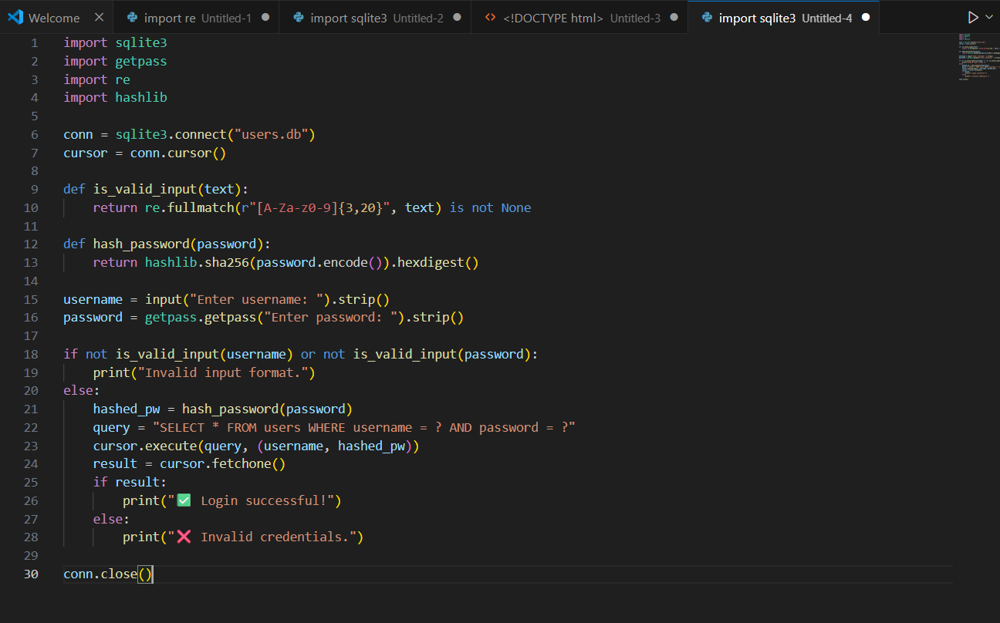 Welcome import re Untitled-1 import sqlite3 Untitled-2 <!DOCTYPE html> Untitled-3 import sqlite3 Untitled-4
1 import sqlite3
2 import getpass
3 import re
4 import hashlib
5
6 conn = sqlite3.connect("users.db")
7 cursor = conn.cursor()
8
9 def is_valid_input(text):
10     return re.fullmatch(r"[A-Za-z0-9]{3,20}", text) is not None
11
12 def hash_password(password):
13     return hashlib.sha256(password.encode()).hexdigest()
14
15 username = input("Enter username: ").strip()
16 password = getpass.getpass("Enter password: ").strip()
17
18 if not is_valid_input(username) or not is_valid_input(password):
19     print("Invalid input format.")
20 else:
21     hashed_pw = hash_password(password)
22     query = "SELECT * FROM users WHERE username = ? AND password = ?"
23     cursor.execute(query, (username, hashed_pw))
24     result = cursor.fetchone()
25     if result:
26         print("✅ Login successful!")
27     else:
28         print("❌ Invalid credentials.")
29
30 conn.close()